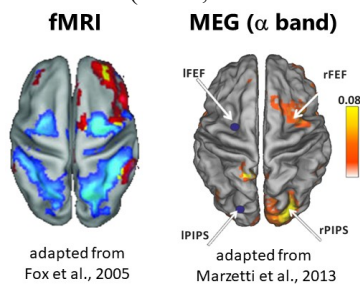 fMRI
MEG (α band)
lFEF
rFEF
0.08
0
lPIPS
rPIPS
adapted from
Fox et al., 2005
adapted from
Marzetti et al., 2013